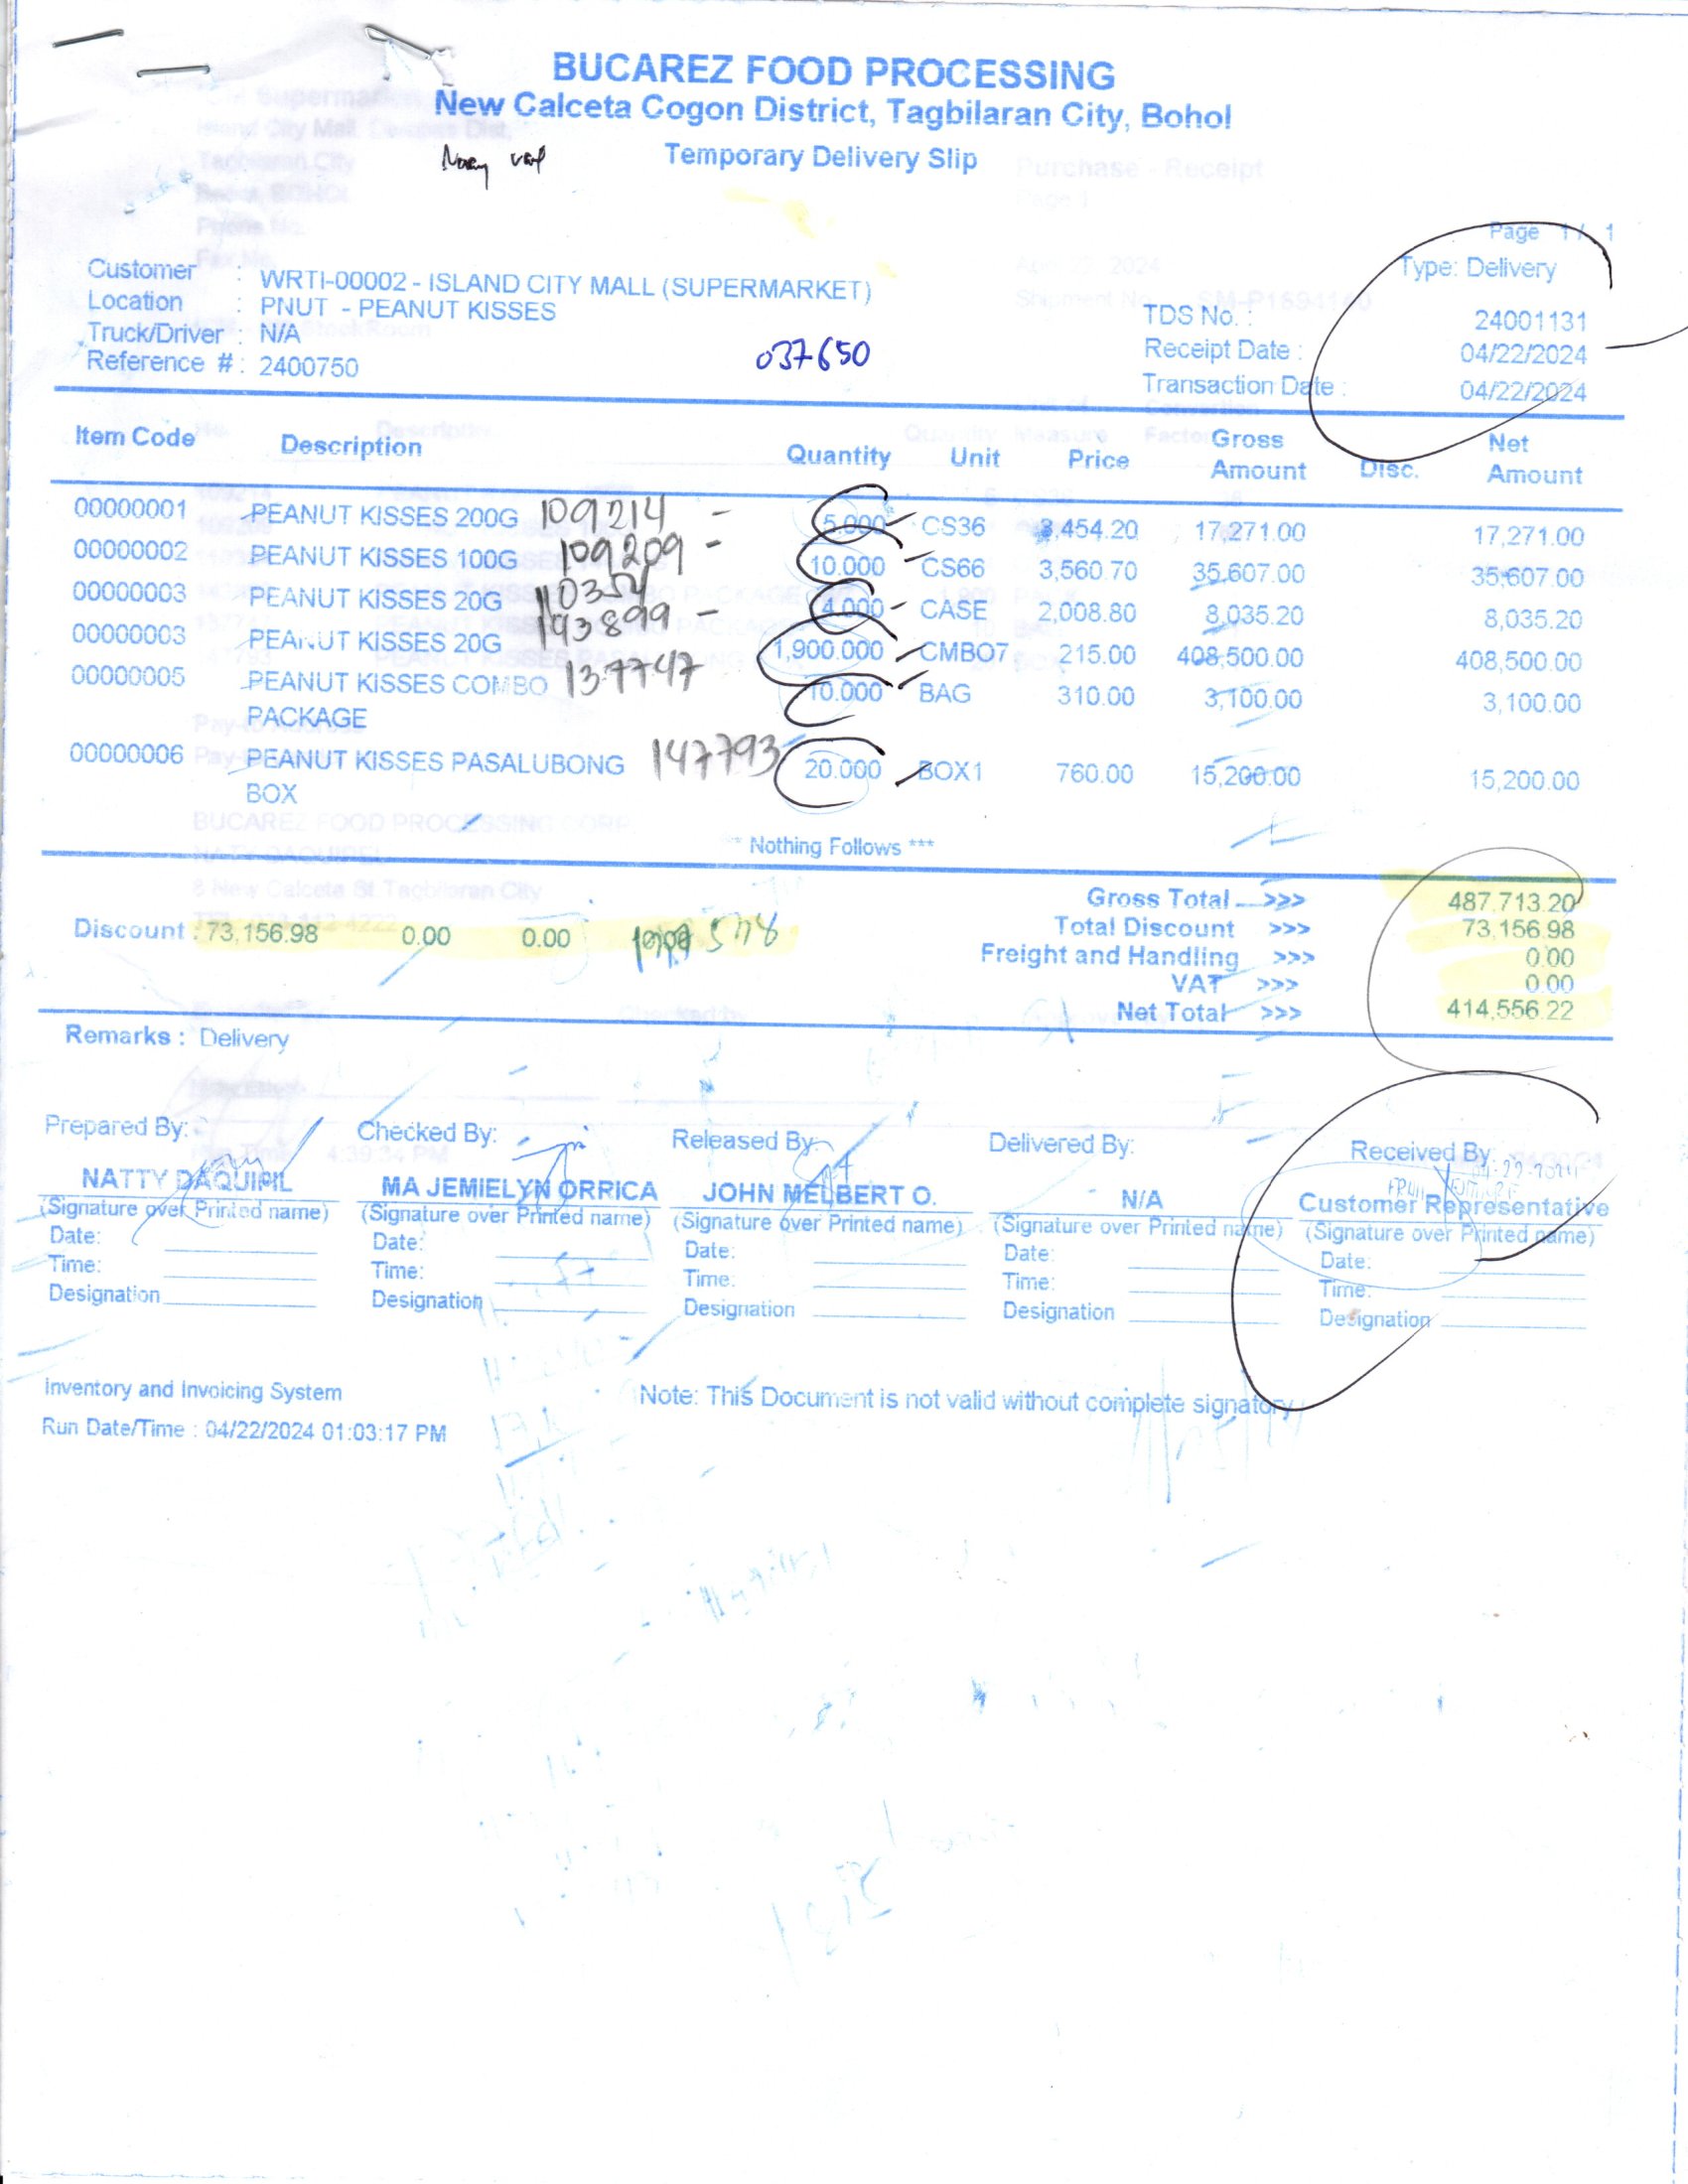 BUCAREZ FOOD PROCESSING
New Calceta Cogon District, Tagbilaran City, Bohol
Temporary Delivery Slip
Page 1 / 1
Type: Delivery
Customer : WRTI-00002 - ISLAND CITY MALL (SUPERMARKET)
Location : PNUT - PEANUT KISSES
Truck/Driver : N/A
Reference # : 2400750
037650
TDS No. : 24001131
Receipt Date : 04/22/2024
Transaction Date : 04/22/2024
Item Code Description Quantity Unit Price Gross Amount Disc. Net Amount
00000001 PEANUT KISSES 200G 109214 - 5.000 CS36 3,454.20 17,271.00 17,271.00
00000002 PEANUT KISSES 100G 109209 - 10.000 CS66 3,560.70 35,607.00 35,607.00
00000003 PEANUT KISSES 20G 4.000 CASE 2,008.80 8,035.20 8,035.20
00000003 PEANUT KISSES 20G 143899 - 1,900.000 CMBO7 215.00 408,500.00 408,500.00
00000005 PEANUT KISSES COMBO 137747 10.000 BAG 310.00 3,100.00 3,100.00
PACKAGE
00000006 PEANUT KISSES PASALUBONG 147793 20.000 BOX1 760.00 15,200.00 15,200.00
BOX
Nothing Follows ***
Gross Total >>> 487,713.20
Discount : 73,156.98 0.00 0.00
Total Discount >>> 73,156.98
Freight and Handling >>> 0.00
VAT >>> 0.00
Net Total >>> 414,556.22
Remarks : Delivery
Prepared By: Checked By: Released By: Delivered By: Received By:
04-22-2024
NATTY DAQUIPIL MA JEMIELYN ORRICA JOHN MELBERT O. N/A Customer Representative
(Signature over Printed name) (Signature over Printed name) (Signature over Printed name) (Signature over Printed name) (Signature over Printed name)
Date: Date: Date: Date: Date:
Time: Time: Time: Time: Time:
Designation Designation Designation Designation Designation
Inventory and Invoicing System
Note: This Document is not valid without complete signatory
Run Date/Time : 04/22/2024 01:03:17 PM